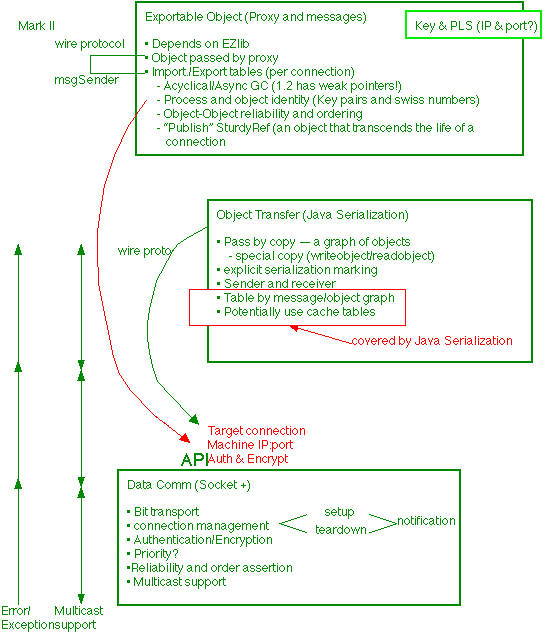 Mark II
Exportable Object (Proxy and messages)
Key & PLS (IP & port?)
wire protocol
msgSender
• Depends on EZlib
• Object passed by proxy
• Import./Export tables (per connection)
- Acyclical/Async GC (1.2 has weak pointers!)
- Process and object identity (Key pairs and swiss numbers)
- Object-Object reliability and ordering
- "Publish" SturdyRef (an object that transcends the life of a
connection
Object Transfer (Java Serialization)
wire proto
• Pass by copy — a graph of objects
- special copy (writeobject/readobject)
• explicit serialization marking
• Sender and receiver
• Table by message/object graph
• Potentially use cache tables
covered by Java Serialization
Target connection
Machine IP:port
API
Auth & Encrypt
Data Comm (Socket +)
• Bit transport
• connection management
• Authentication/Encryption
• Priority?
•Reliability and order assertion
• Multicast support
setup
teardown
notification
Error/
Exception
Multicast
support